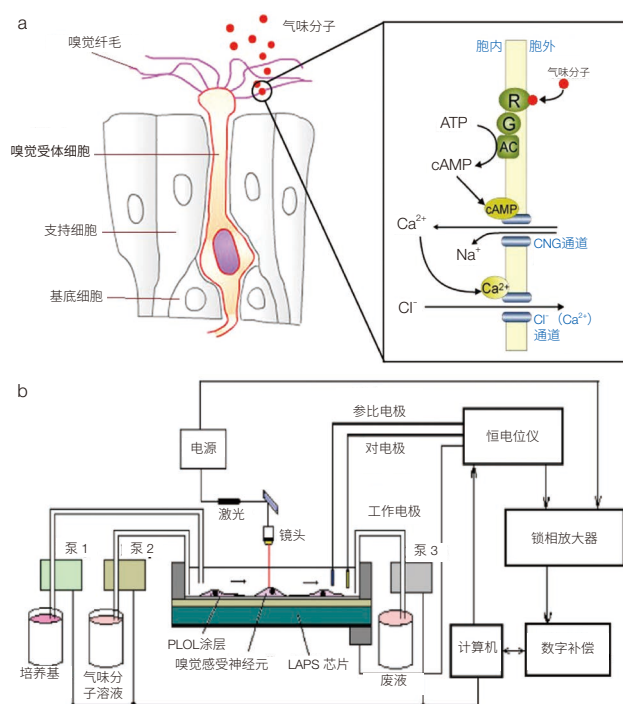 a
气味分子
嗅觉纤毛
嗅觉受体细胞
支持细胞
基底细胞
胞内 胞外
气味分子
R
G
AC
ATP
cAMP
cAMP
Ca²⁺
Na⁺
CNG通道
Ca²⁺
Cl⁻
Cl⁻（Ca²⁺）
通道
b
电源
激光
镜头
参比电极
对电极
工作电极
恒电位仪
锁相放大器
泵 1
泵 2
泵 3
PLOL涂层
嗅觉感受神经元
LAPS 芯片
培养基
气味分
子溶液
废液
计算机
数字补偿